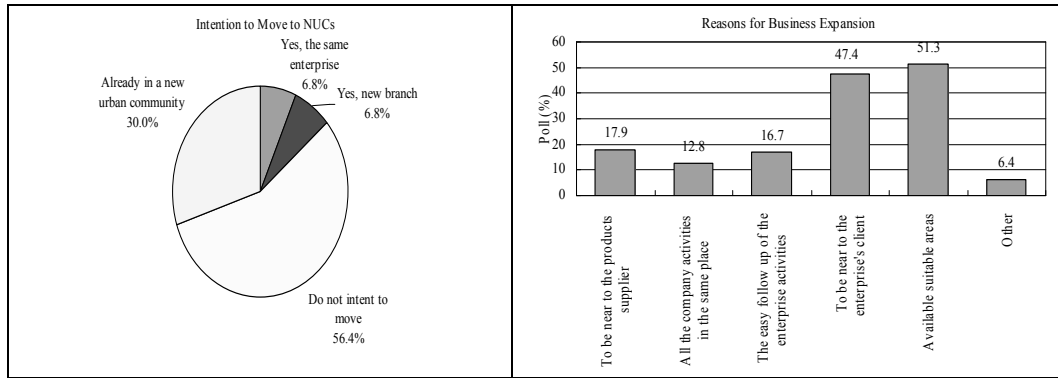 Intention to Move to NUCs
Yes, the same
enterprise
6.8%
Already in a new
urban community
30.0%
Yes, new branch
6.8%
Do not intent to
move
56.4%
Reasons for Business Expansion
Poll (%)
60
50
40
30
20
10
0
17.9
12.8
16.7
47.4
51.3
6.4
To be near to the products
supplier
All the company activities
in the same place
The easy follow up of the
enterprise activities
To be near to the
enterprise's client
Available suitable areas
Other